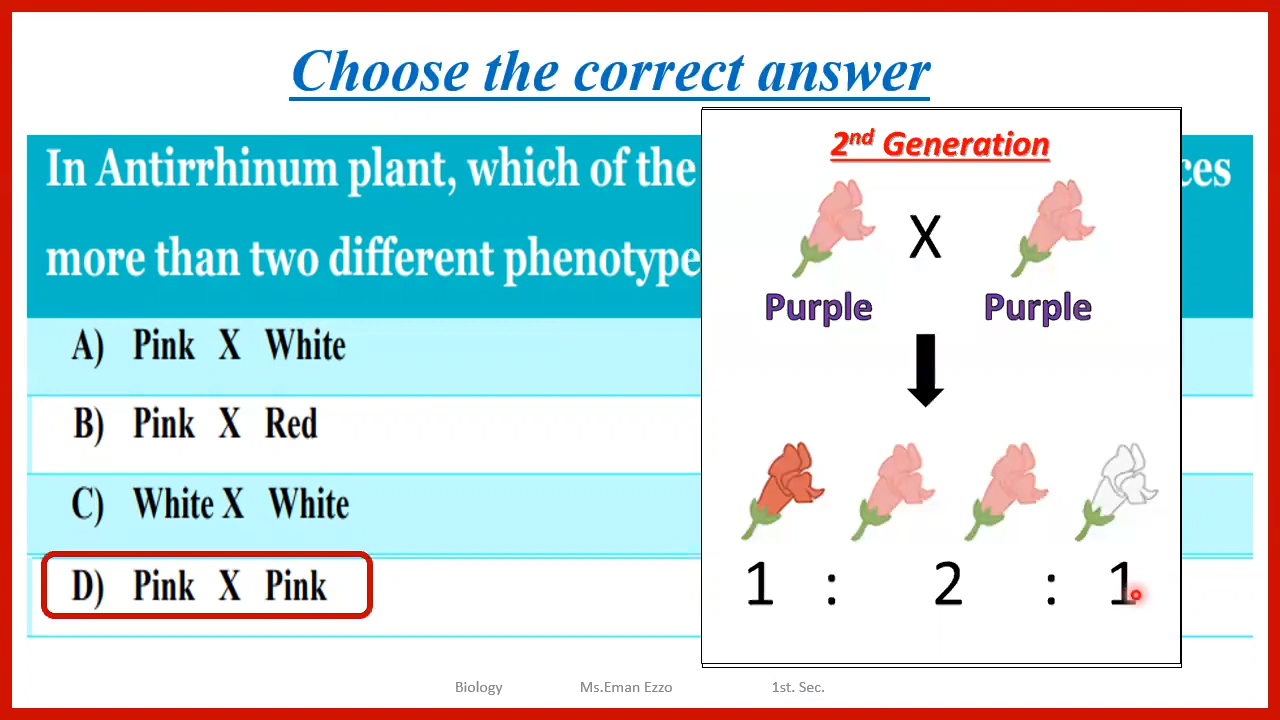 Choose the correct answer
In Antirrhinum plant, which of the
more than two different phenotype
A) Pink X White
B) Pink X Red
C) White X White
D) Pink X Pink
2nd Generation
X
Purple Purple
1 : 2 : 1
Biology Ms.Eman Ezzo 1st. Sec.